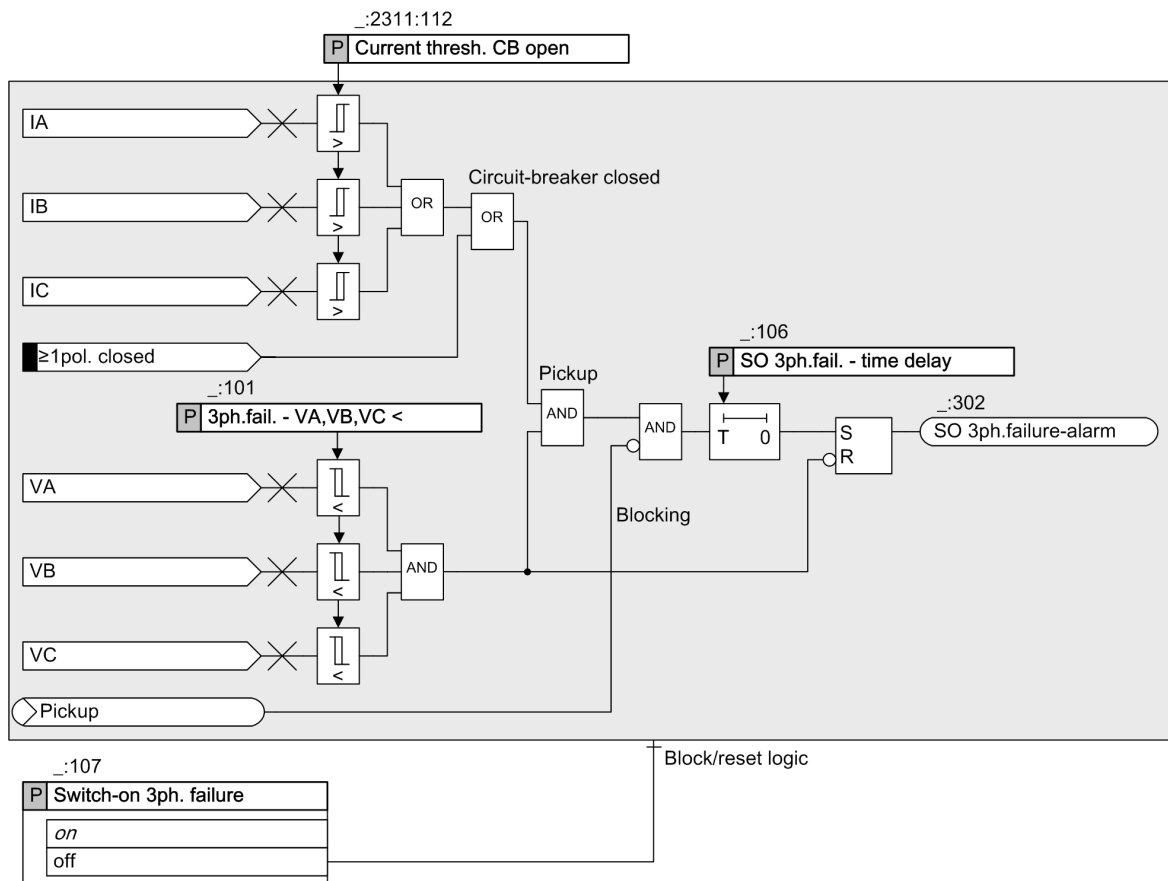 _:2311:112
P Current thresh. CB open
IA
>
Circuit-breaker closed
IB
>
OR
OR
IC
>
≥1pol. closed
_:106
P SO 3ph.fail. - time delay
_:101
Pickup
P 3ph.fail. - VA,VB,VC <
AND
AND
T 0
_:302
S
R
SO 3ph.failure-alarm
VA
<
Blocking
VB
<
AND
VC
<
Pickup
Block/reset logic
_:107
P Switch-on 3ph. failure
on
off